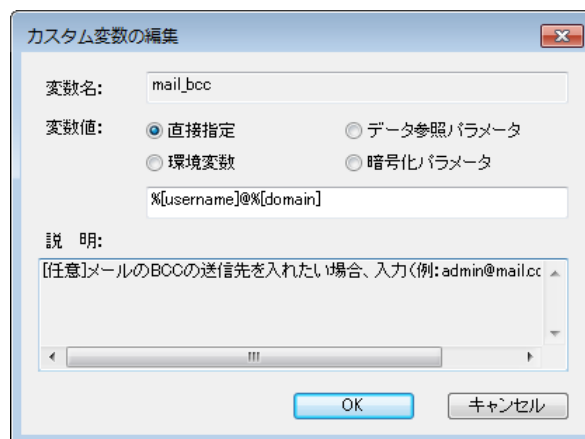 カスタム変数の編集
変数名: mail_bcc
変数値: 直接指定 データ参照パラメータ
環境変数 暗号化パラメータ
%[username]@%[domain]
説 明:
[任意]メールのBCCの送信先を入れたい場合、入力(例:admin@mail.cc
OK キャンセル